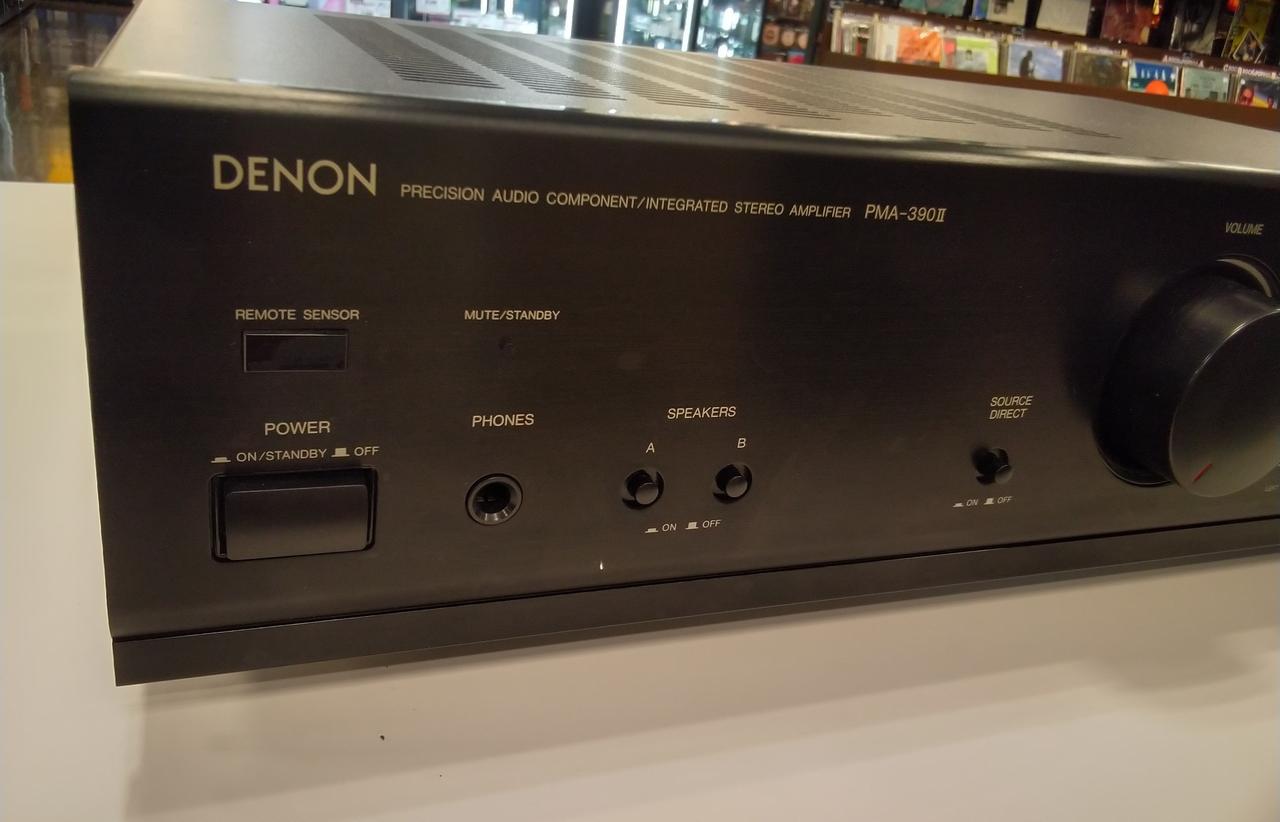 DENON PRECISION AUDIO COMPONENT/INTEGRATED STEREO AMPLIFIER PMA-390II
VOLUME
REMOTE SENSOR
MUTE/STANDBY
POWER
ON/STANDBY OFF
PHONES
SPEAKERS
A B
ON OFF
SOURCE
DIRECT
ON OFF